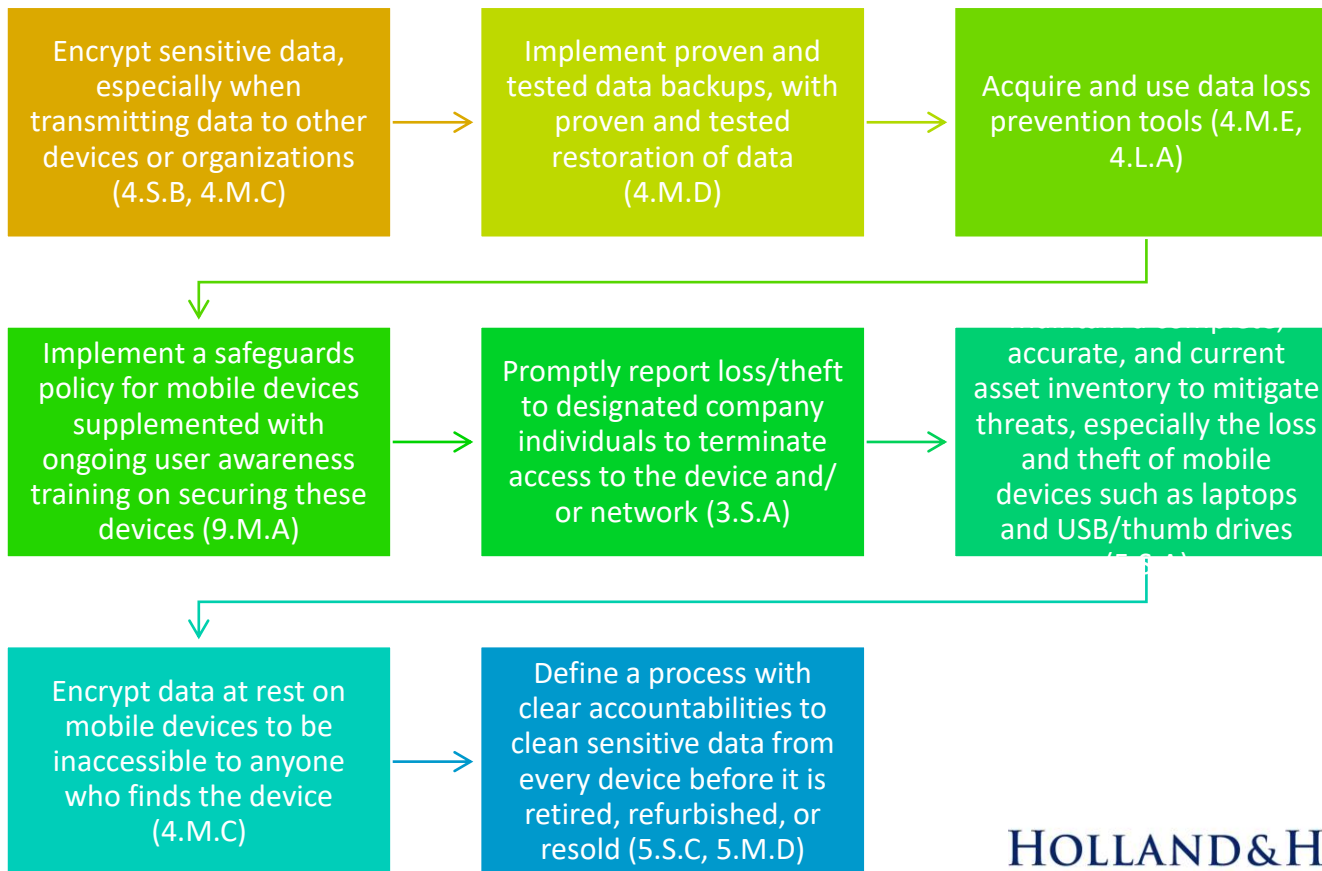 Encrypt sensitive data,
especially when
transmitting data to other
devices or organizations
(4.S.B, 4.M.C)
Implement proven and
tested data backups, with
proven and tested
restoration of data
(4.M.D)
Acquire and use data loss
prevention tools (4.M.E,
4.L.A)
Implement a safeguards
policy for mobile devices
supplemented with
ongoing user awareness
training on securing these
devices (9.M.A)
Promptly report loss/theft
to designated company
individuals to terminate
access to the device and/
or network (3.S.A)
accurate, and current
asset inventory to mitigate
threats, especially the loss
and theft of mobile
devices such as laptops
and USB/thumb drives
Encrypt data at rest on
mobile devices to be
inaccessible to anyone
who finds the device
(4.M.C)
Define a process with
clear accountabilities to
clean sensitive data from
every device before it is
retired, refurbished, or
resold (5.S.C, 5.M.D)
HOLLAND&H